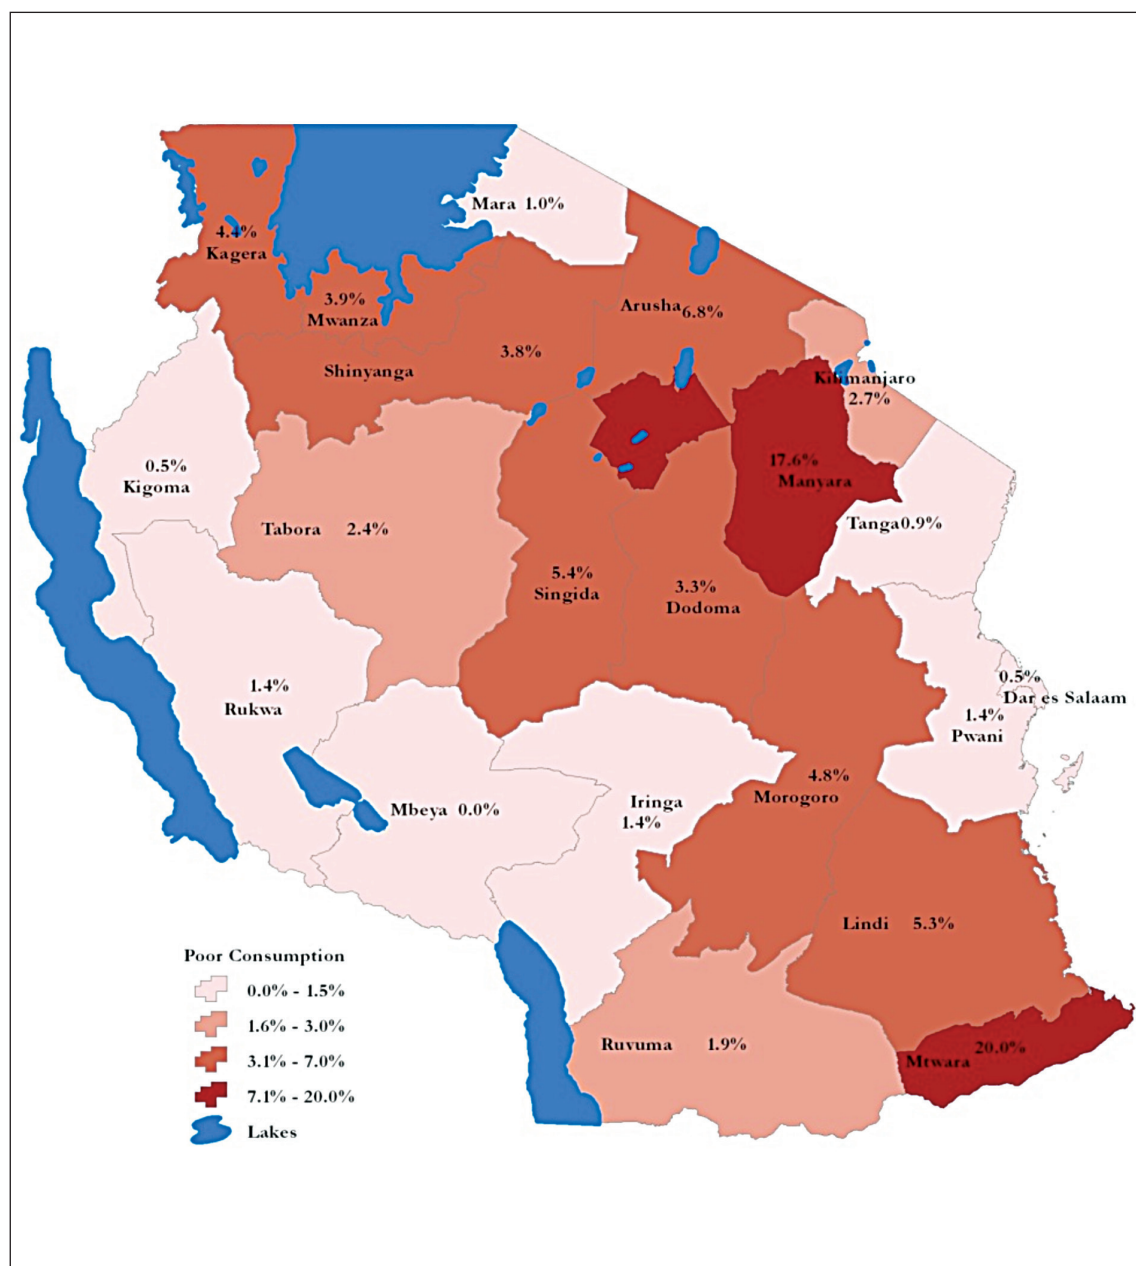 Mara 1.0%
4.4%
Kagera
3.9%
Mwanza
Arusha 6.8%
3.8%
Shinyanga
Kilimanjaro
2.7%
0.5%
Kigoma
17.6%
Manyara
Tabora 2.4%
Tanga 0.9%
5.4%
Singida
3.3%
Dodoma
1.4%
Rukwa
0.5%
Dar es Salaam
1.4%
Pwani
4.8%
Morogoro
Mbeya 0.0%
Iringa
1.4%
Lindi 5.3%
Poor Consumption
0.0% - 1.5%
1.6% - 3.0%
3.1% - 7.0%
7.1% - 20.0%
Lakes
Ruvuma 1.9%
Mtwara 20.0%